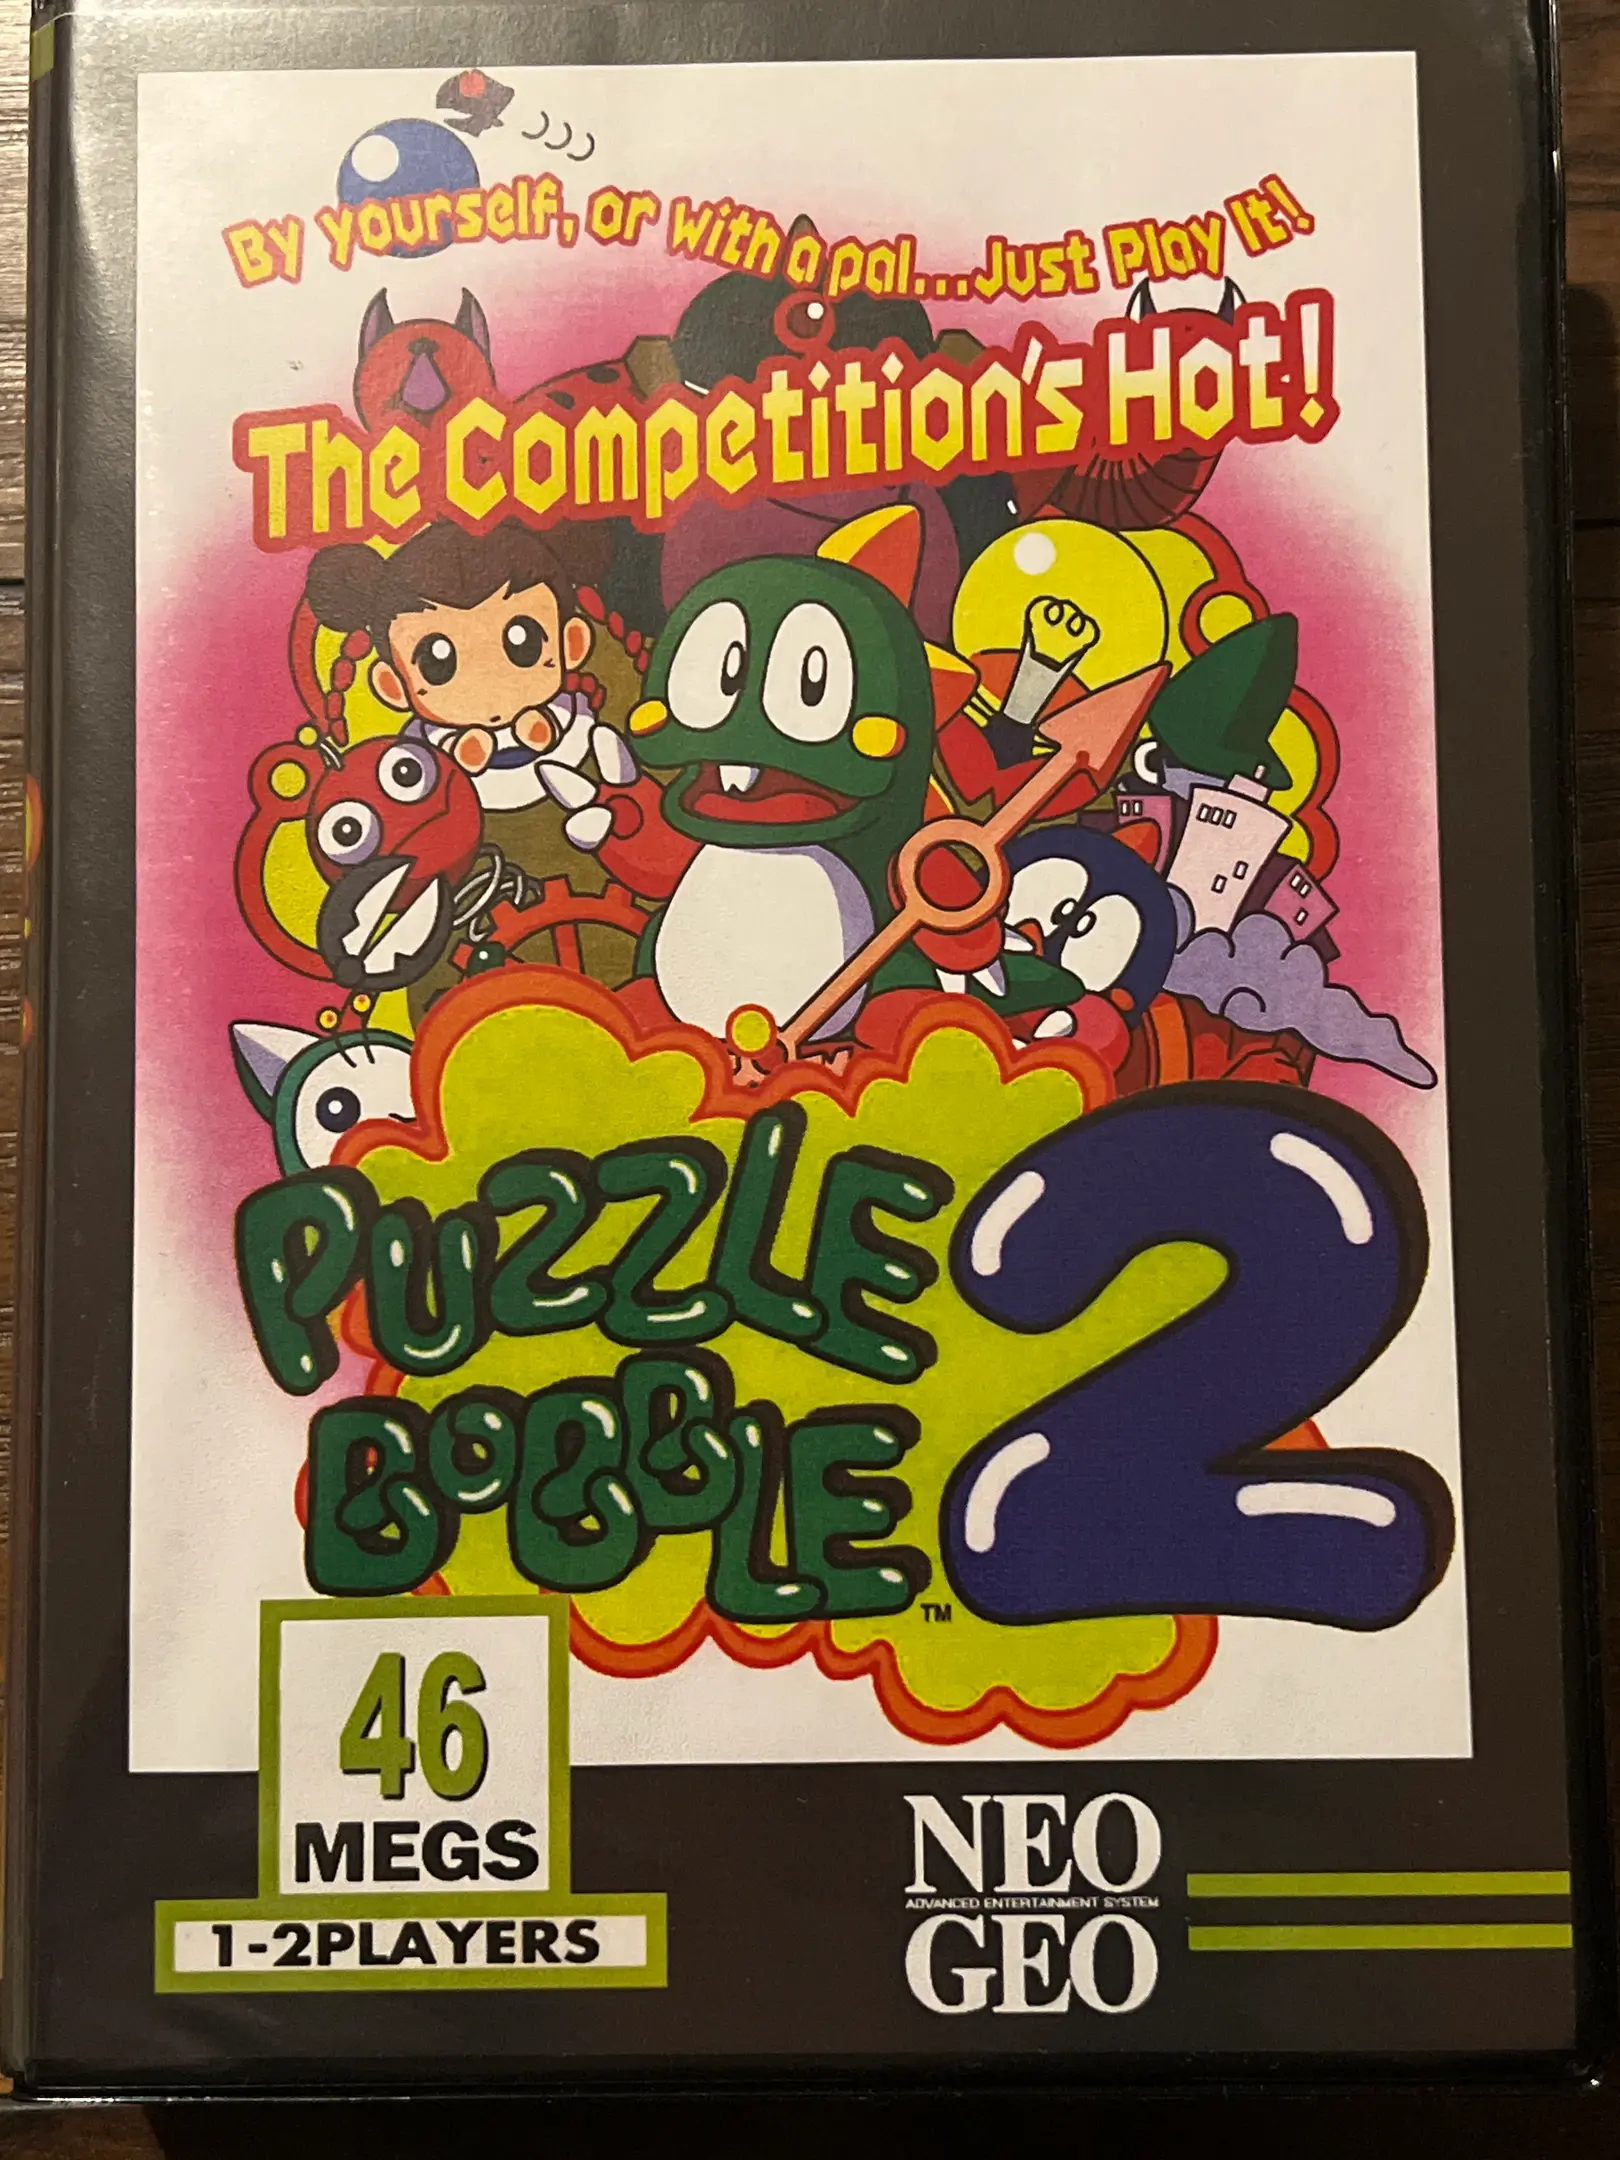 By yourself, or with a pal...Just Play It!
The Competition's Hot!
PUZZLE
BOBBLE 2
TM
46
MEGS
1-2PLAYERS
NEO
ADVANCED ENTERTAINMENT SYSTEM
GEO